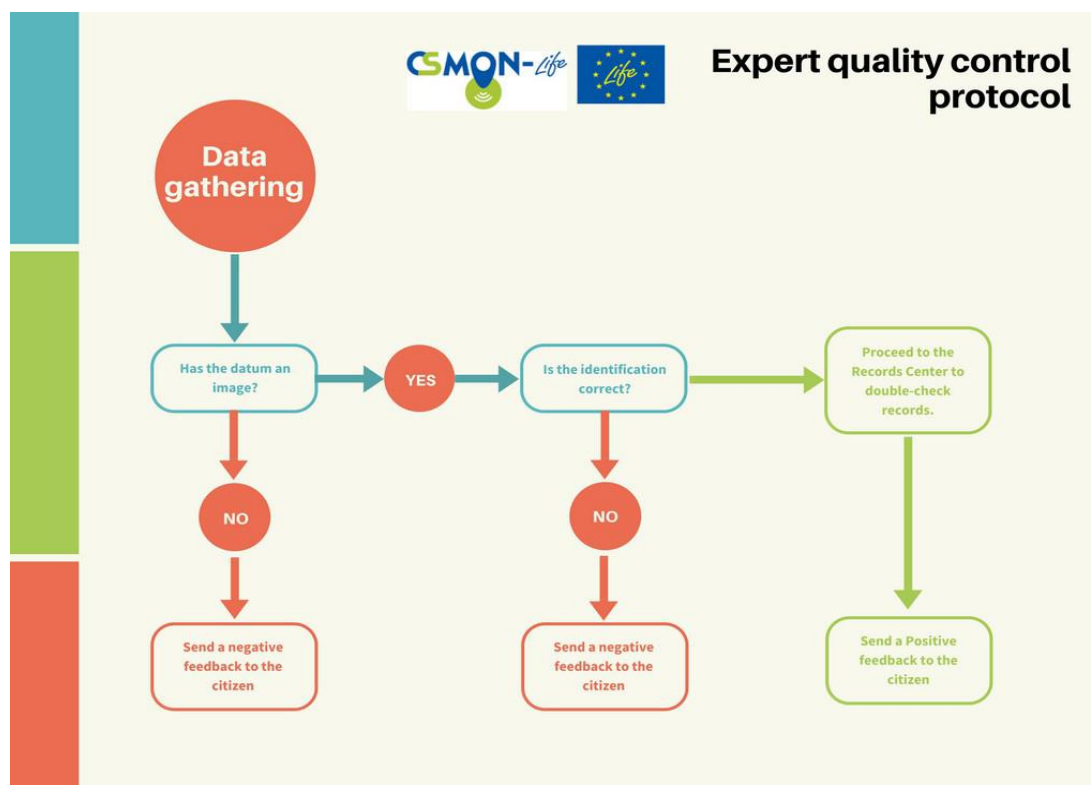 CSMON-Life
Life
Expert quality control
protocol
Data
gathering
Has the datum an
image?
YES
Is the identification
correct?
Proceed to the
Records Center to
double-check
records.
NO
NO
Send a negative
feedback to the
citizen
Send a negative
feedback to the
citizen
Send a Positive
feedback to the
citizen